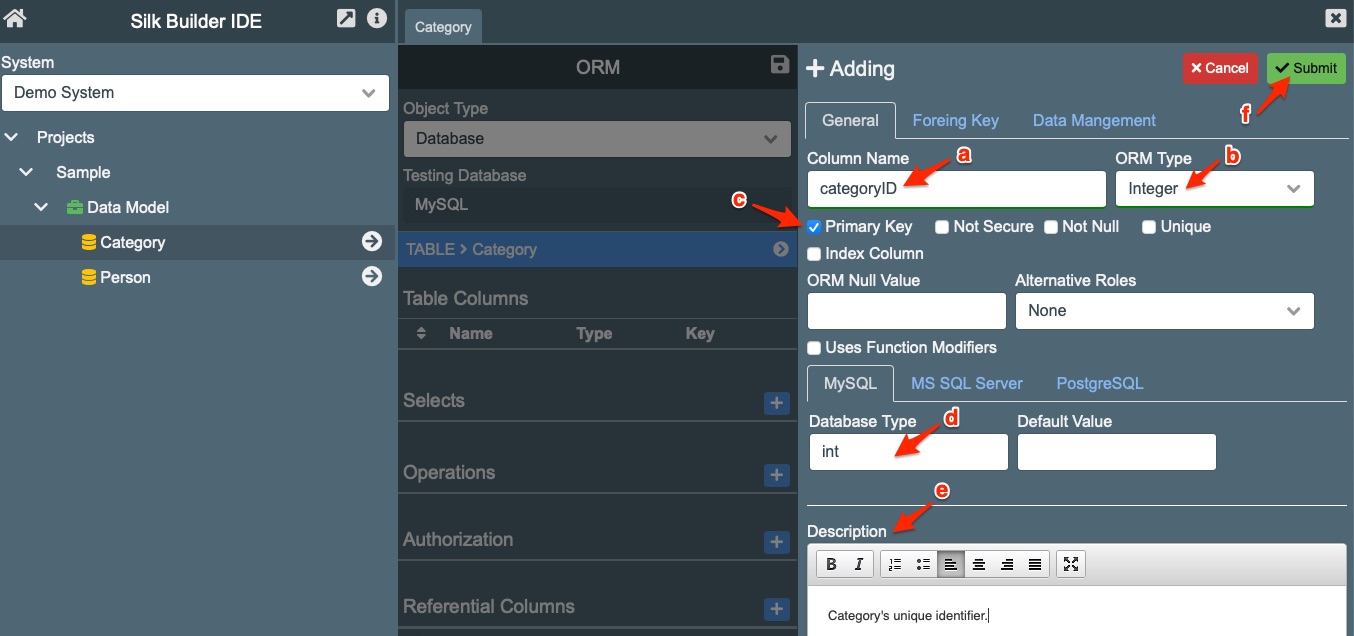 Silk Builder IDE
System
Demo System
Projects
Sample
Data Model
Category
Person
Category
ORM
Object Type
Database
Testing Database
MySQL
TABLE > Category
Table Columns
Name Type Key
Selects
Operations
Authorization
Referential Columns
Adding
Cancel Submit
f
General Foreing Key Data Mangement
Column Name a ORM Type b
categoryID Integer
c
Primary Key Not Secure Not Null Unique
Index Column
ORM Null Value Alternative Roles
None
Uses Function Modifiers
MySQL MS SQL Server PostgreSQL
Database Type d Default Value
int
e
Description
B I
Category's unique identifier.